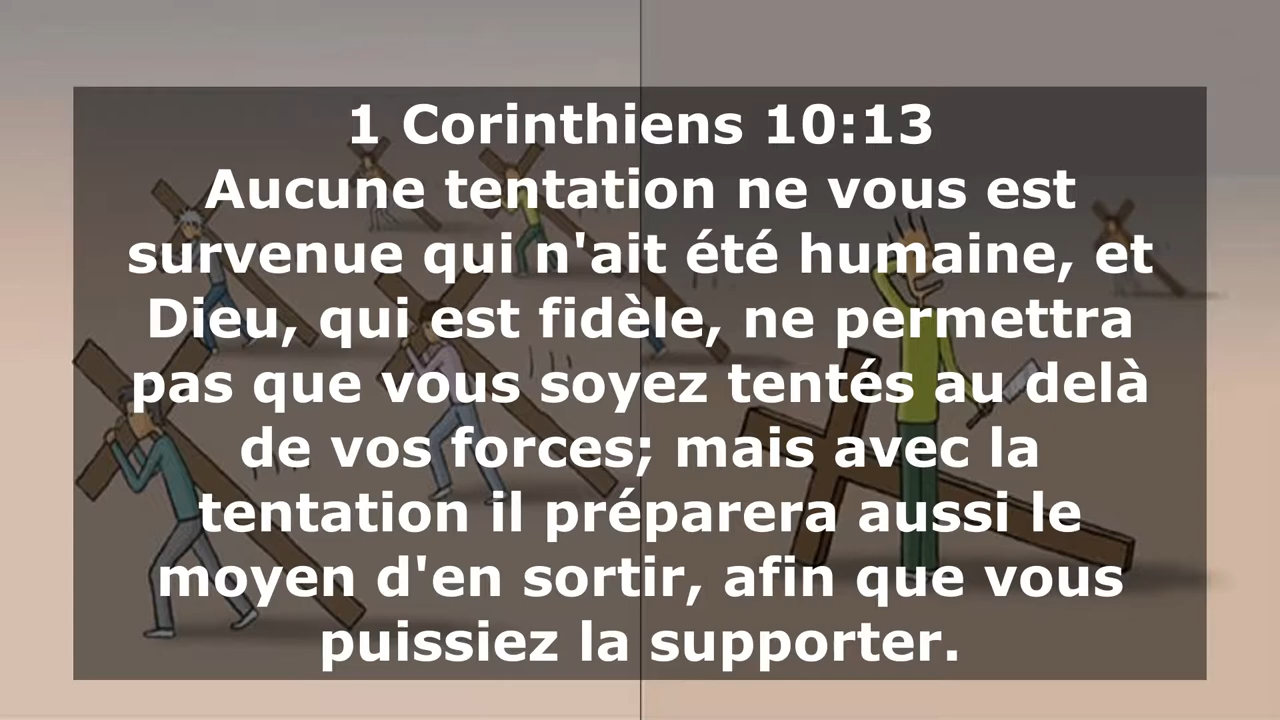 1 Corinthiens 10:13
Aucune tentation ne vous est
survenue qui n'ait été humaine, et
Dieu, qui est fidèle, ne permettra
pas que vous soyez tentés au delà
de vos forces; mais avec la
tentation il préparera aussi le
moyen d'en sortir, afin que vous
puissiez la supporter.